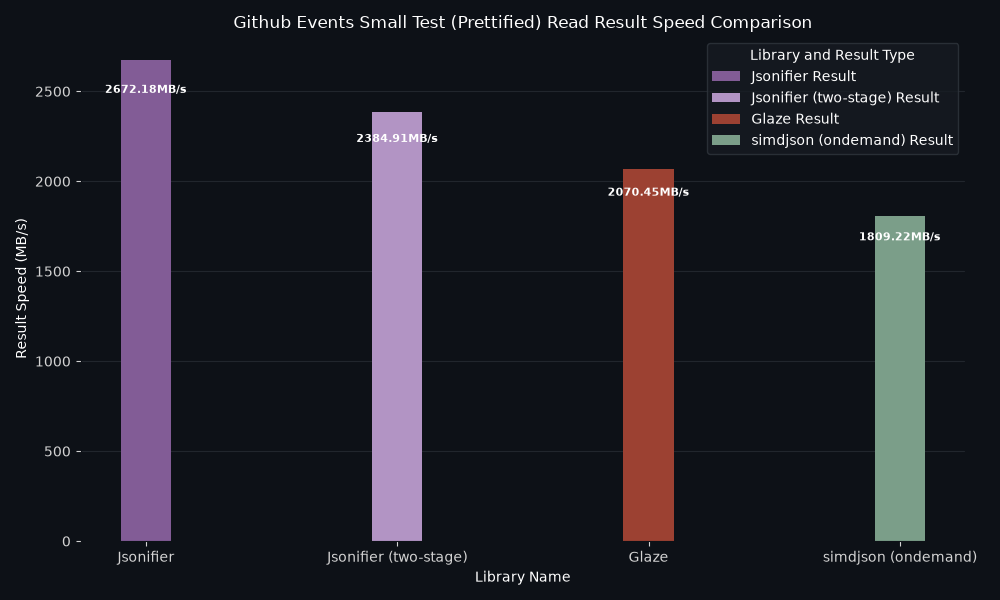 Github Events Small Test (Prettified) Read Result Speed Comparison
Library and Result Type
Jsonifier Result
Jsonifier (two-stage) Result
Glaze Result
simdjson (ondemand) Result
Result Speed (MB/s)
2500
2000
1500
1000
500
0
2672.18MB/s
2384.91MB/s
2070.45MB/s
1809.22MB/s
Jsonifier
Jsonifier (two-stage)
Glaze
simdjson (ondemand)
Library Name